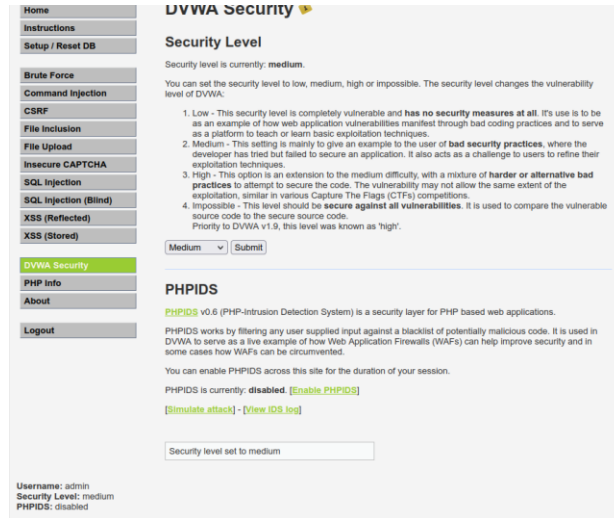 Home
Instructions
Setup / Reset DB
Brute Force
Command Injection
CSRF
File Inclusion
File Upload
Insecure CAPTCHA
SQL Injection
SQL Injection (Blind)
XSS (Reflected)
XSS (Stored)
DVWA Security
PHP Info
About
Logout
Username: admin
Security Level: medium
PHPIDS: disabled
DVWA Security
Security Level
Security level is currently: medium.
You can set the security level to low, medium, high or impossible. The security level changes the vulnerability
level of DVWA:
1. Low - This security level is completely vulnerable and has no security measures at all. It's use is to be
as an example of how web application vulnerabilities manifest through bad coding practices and to serve
as a platform to teach or learn basic exploitation techniques.
2. Medium - This setting is mainly to give an example to the user of bad security practices, where the
developer has tried but failed to secure an application. It also acts as a challenge to users to refine their
exploitation techniques.
3. High - This option is an extension to the medium difficulty, with a mixture of harder or alternative bad
practices to attempt to secure the code. The vulnerability may not allow the same extent of the
exploitation, similar in various Capture The Flags (CTFs) competitions.
4. Impossible - This level should be secure against all vulnerabilities. It is used to compare the vulnerable
source code to the secure source code.
Priority to DVWA v1.9, this level was known as 'high'.
Medium Submit
PHPIDS
PHPIDS v0.6 (PHP-Intrusion Detection System) is a security layer for PHP based web applications.
PHPIDS works by filtering any user supplied input against a blacklist of potentially malicious code. It is used in
DVWA to serve as a live example of how Web Application Firewalls (WAFs) can help improve security and in
some cases how WAFs can be circumvented.
You can enable PHPIDS across this site for the duration of your session.
PHPIDS is currently: disabled. [Enable PHPIDS]
[Simulate attack] - [View IDS log]
Security level set to medium